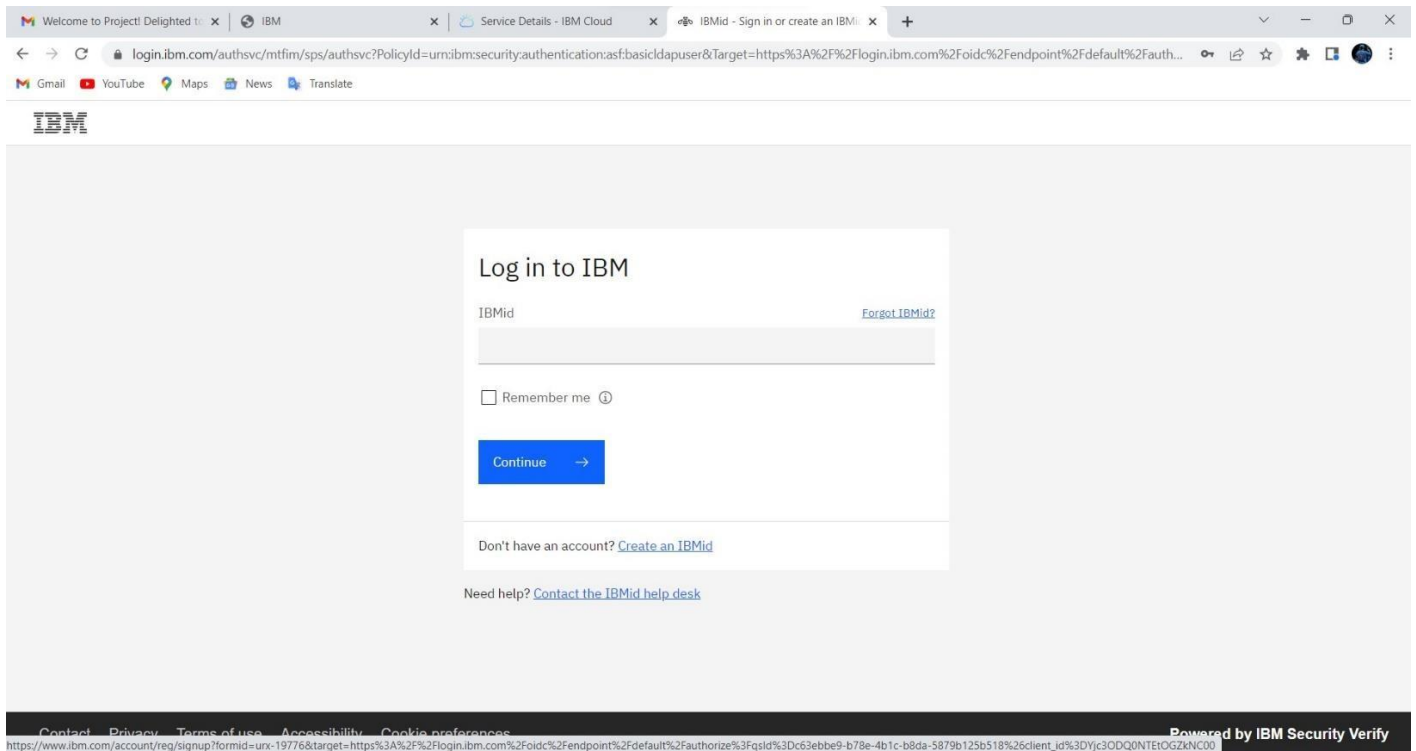 Welcome to Project! Delighted to
IBM
Service Details - IBM Cloud
IBMid - Sign in or create an IBMi
login.ibm.com/authsvc/mtfim/sps/authsvc?PolicyId=urn:ibm:security:authentication:asf:basicldapuser&Target=https%3A%2F%2Flogin.ibm.com%2Foidc%2Fendpoint%2Fdefault%2Fauth...
Gmail YouTube Maps News Translate
IBM
Log in to IBM
IBMid Forgot IBMid?
Remember me
Continue
Don't have an account? Create an IBMid
Need help? Contact the IBMid help desk
Contact Privacy Terms of use Accessibility Cookie preferences Powered by IBM Security Verify
https://www.ibm.com/account/reg/signup?formid=urx-19776&target=https%3A%2F%2Flogin.ibm.com%2Foidc%2Fendpoint%2Fdefault%2Fauthorize%3FqsId%3Dc63ebbe9-b78e-4b1c-b8da-5879b125b518%26client_id%3DYjc3ODQ0NTEtOGZkNC00